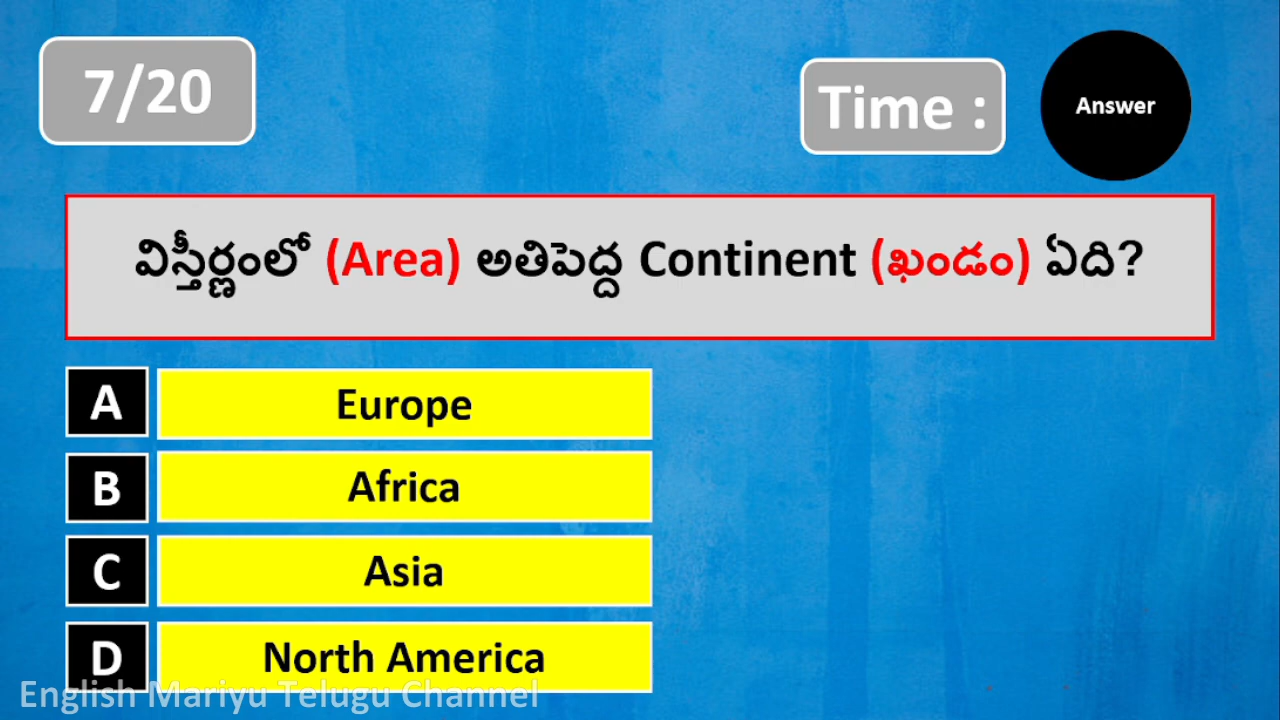 7/20
Time :
Answer
విస్తీర్ణంలో (Area) అతిపెద్ద Continent (ఖండం) ఏది?
A Europe
B Africa
C Asia
D North America
English Mariyu Telugu Channel